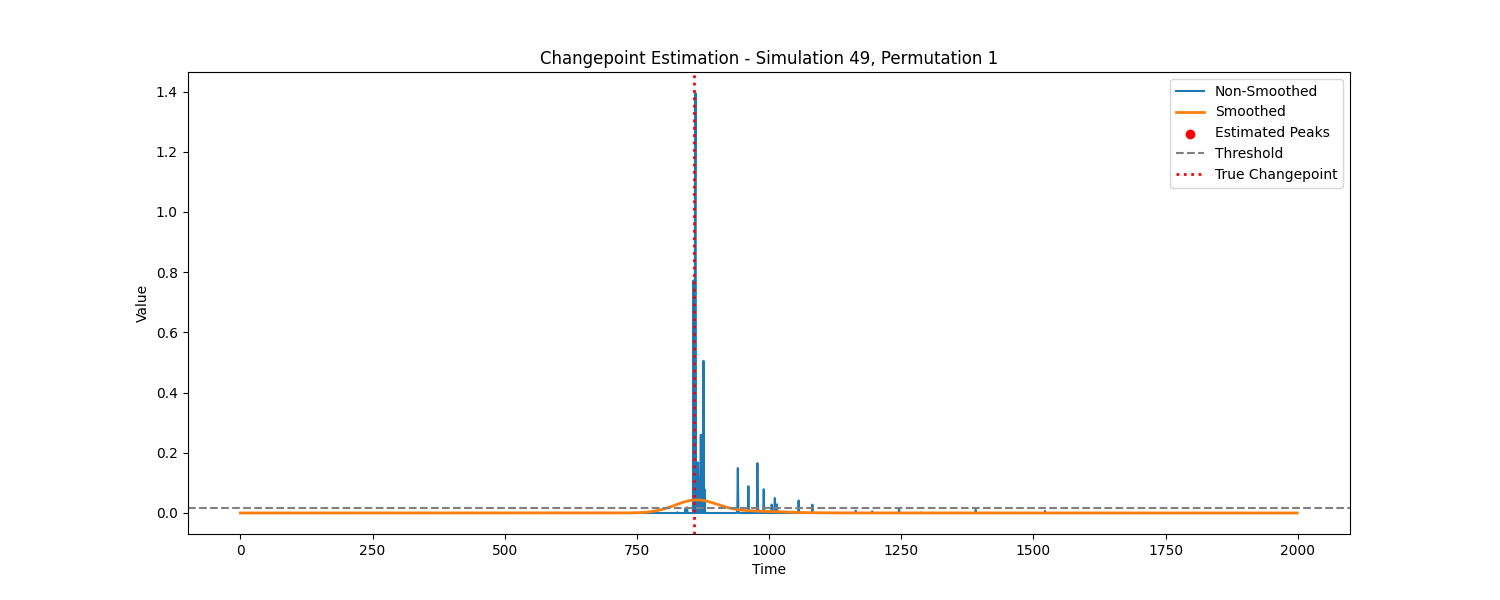 Changepoint Estimation - Simulation 49, Permutation 1
Non-Smoothed
Smoothed
Estimated Peaks
Threshold
True Changepoint
1.4
1.2
1.0
0.8
0.6
0.4
0.2
0.0
Value
0 250 500 750 1000 1250 1500 1750 2000
Time